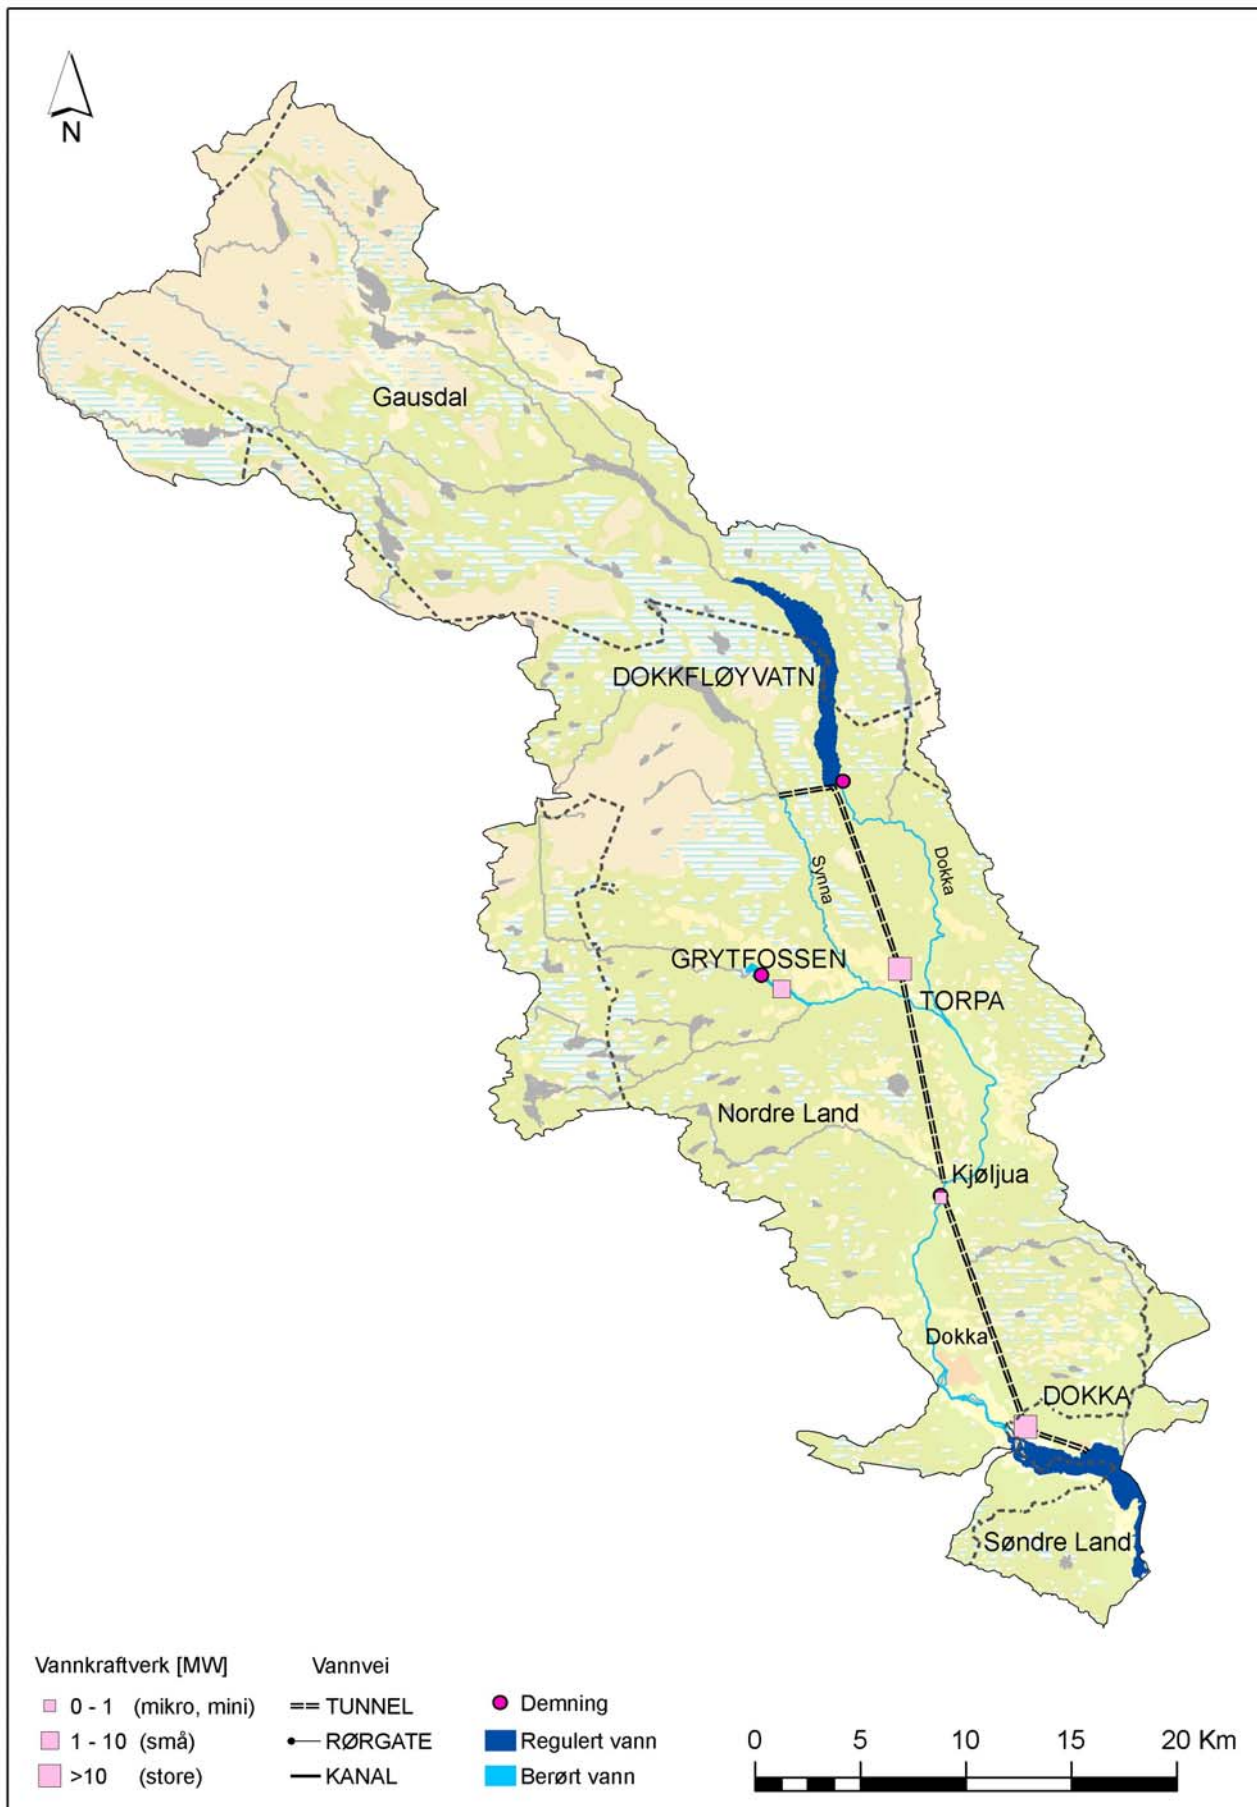 N
Gausdal
DOKKFLØYVATN
Synna
Dokka
GRYTFOSSEN
TORPA
Nordre Land
Kjøljua
Dokka
DOKKA
Søndre Land
Vannkraftverk [MW]
0 - 1 (mikro, mini)
1 - 10 (små)
>10 (store)
Vannvei
TUNNEL
RØRGATE
KANAL
Demning
Regulert vann
Berørt vann
0 5 10 15 20 Km